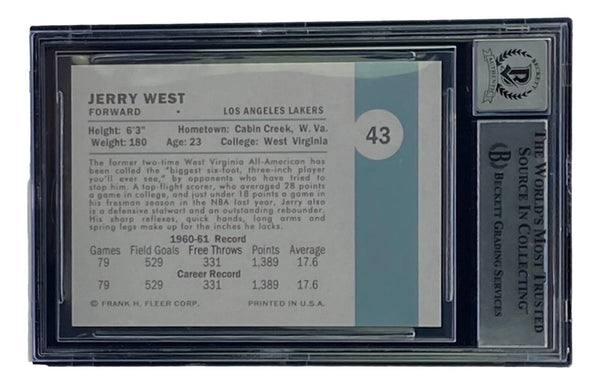 JERRY WEST
FORWARD • LOS ANGELES LAKERS
43
Height: 6'3" Hometown: Cabin Creek, W. Va.
Weight: 180 Age: 23 College: West Virginia
The former two-time West Virginia All-American has
been called the "biggest six-foot, three-inch player
you'll ever see," by opponents who have tried to
stop him. A top-flight scorer, who averaged 28 points
a game in college, and just under 18 points a game in
his fresman season in the NBA last year, Jerry also
is a defensive stalwart and an outstanding rebounder.
His sharp reflexes, quick hands, long arms and
spring legs make up for the inches he lacks.
1960-61 Record
Games Field Goals Free Throws Points Average
79 529 331 1,389 17.6
Career Record
79 529 331 1,389 17.6
© FRANK H. FLEER CORP. PRINTED IN U.S.A.
BECKETT
AUTHENTIC
THE WORLD'S MOST TRUSTED
SOURCE IN COLLECTING™
B BECKETT GRADING SERVICES